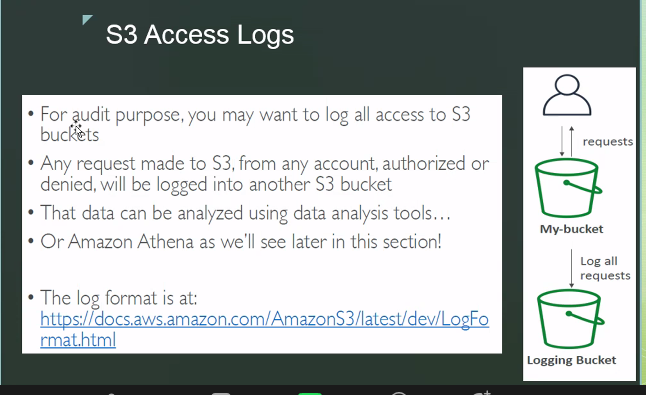 S3 Access Logs
• For audit purpose, you may want to log all access to S3
buckets
• Any request made to S3, from any account, authorized or
denied, will be logged into another S3 bucket
• That data can be analyzed using data analysis tools…
• Or Amazon Athena as we'll see later in this section!
• The log format is at:
https://docs.aws.amazon.com/AmazonS3/latest/dev/LogFo
rmat.html
requests
My-bucket
Log all
requests
Logging Bucket